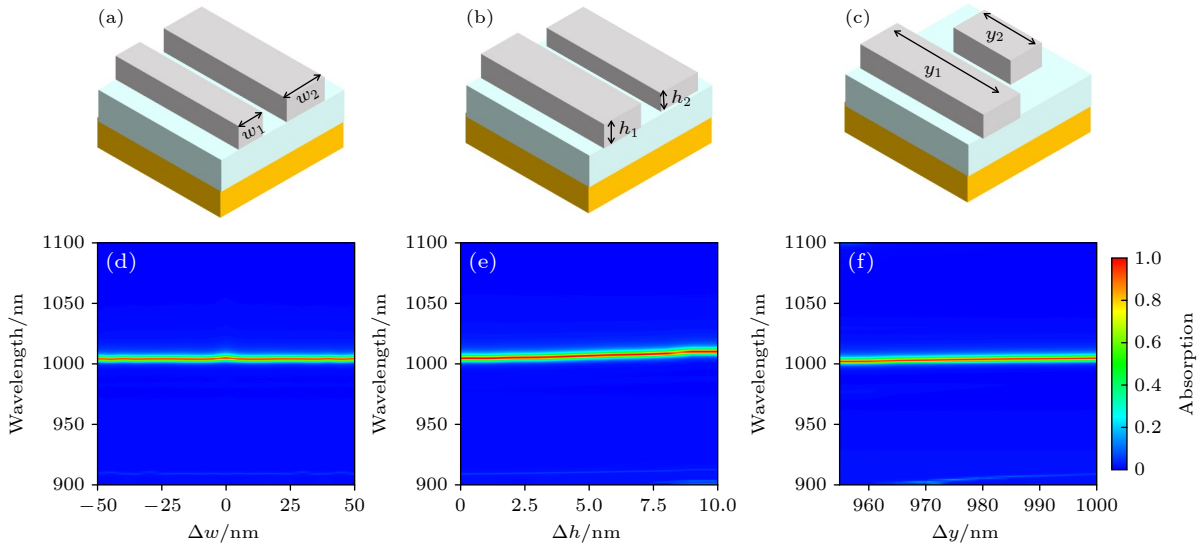 (a)
(b)
(c)
w₁
w₂
h₁
h₂
y₁
y₂
1100
1050
1000
950
900
Wavelength/nn
(d)
−50
−25
0
25
50
Δw/nm
1100
1050
1000
950
900
Wavelength/nn
(e)
0
2.5
5.0
7.5
10.0
Δh/nm
1100
1050
1000
950
900
Wavelength/nn
(f)
960
970
980
990
1000
Δy/nm
1.0
0.8
0.6
0.4
0.2
0
Absorption